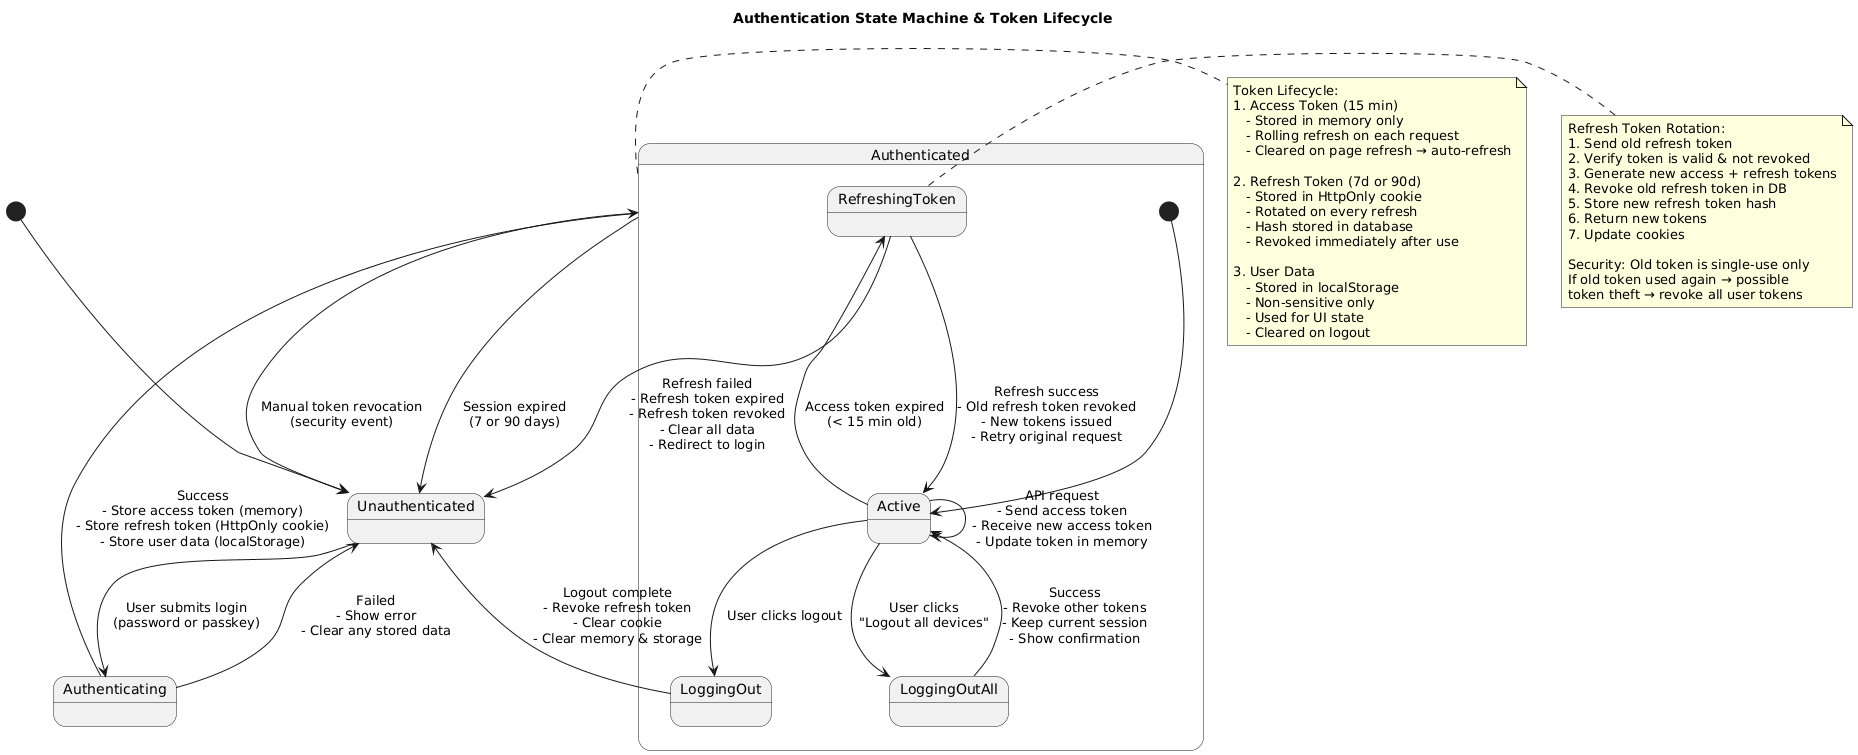 Authentication State Machine & Token Lifecycle
Token Lifecycle:
1. Access Token (15 min)
- Stored in memory only
- Rolling refresh on each request
- Cleared on page refresh → auto-refresh
2. Refresh Token (7d or 90d)
- Stored in HttpOnly cookie
- Rotated on every refresh
- Hash stored in database
- Revoked immediately after use
3. User Data
- Stored in localStorage
- Non-sensitive only
- Used for UI state
- Cleared on logout
Refresh Token Rotation:
1. Send old refresh token
2. Verify token is valid & not revoked
3. Generate new access + refresh tokens
4. Revoke old refresh token in DB
5. Store new refresh token hash
6. Return new tokens
7. Update cookies
Security: Old token is single-use only
If old token used again → possible
token theft → revoke all user tokens
Authenticated
RefreshingToken
Manual token revocation
(security event)
Session expired
(7 or 90 days)
Refresh failed
- Refresh token expired
- Refresh token revoked
- Clear all data
- Redirect to login
Access token expired
(< 15 min old)
Refresh success
- Old refresh token revoked
- New tokens issued
- Retry original request
Success
- Store access token (memory)
- Store refresh token (HttpOnly cookie)
- Store user data (localStorage)
Unauthenticated
Active
API request
- Send access token
- Receive new access token
- Update token in memory
User submits login
(password or passkey)
Failed
- Show error
- Clear any stored data
Logout complete
- Revoke refresh token
- Clear cookie
- Clear memory & storage
User clicks logout
User clicks
"Logout all devices"
Success
- Revoke other tokens
- Keep current session
- Show confirmation
Authenticating
LoggingOut
LoggingOutAll